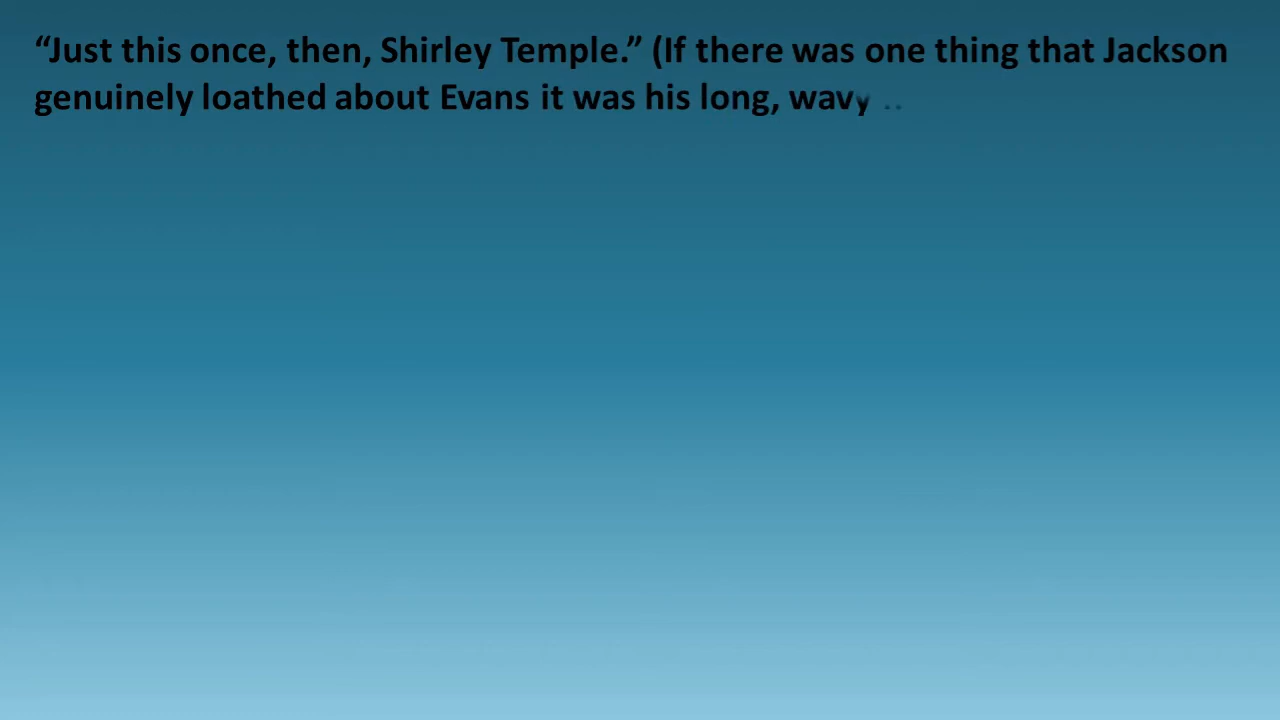 “Just this once, then, Shirley Temple.” (If there was one thing that Jackson
genuinely loathed about Evans it was his long, wavy ..